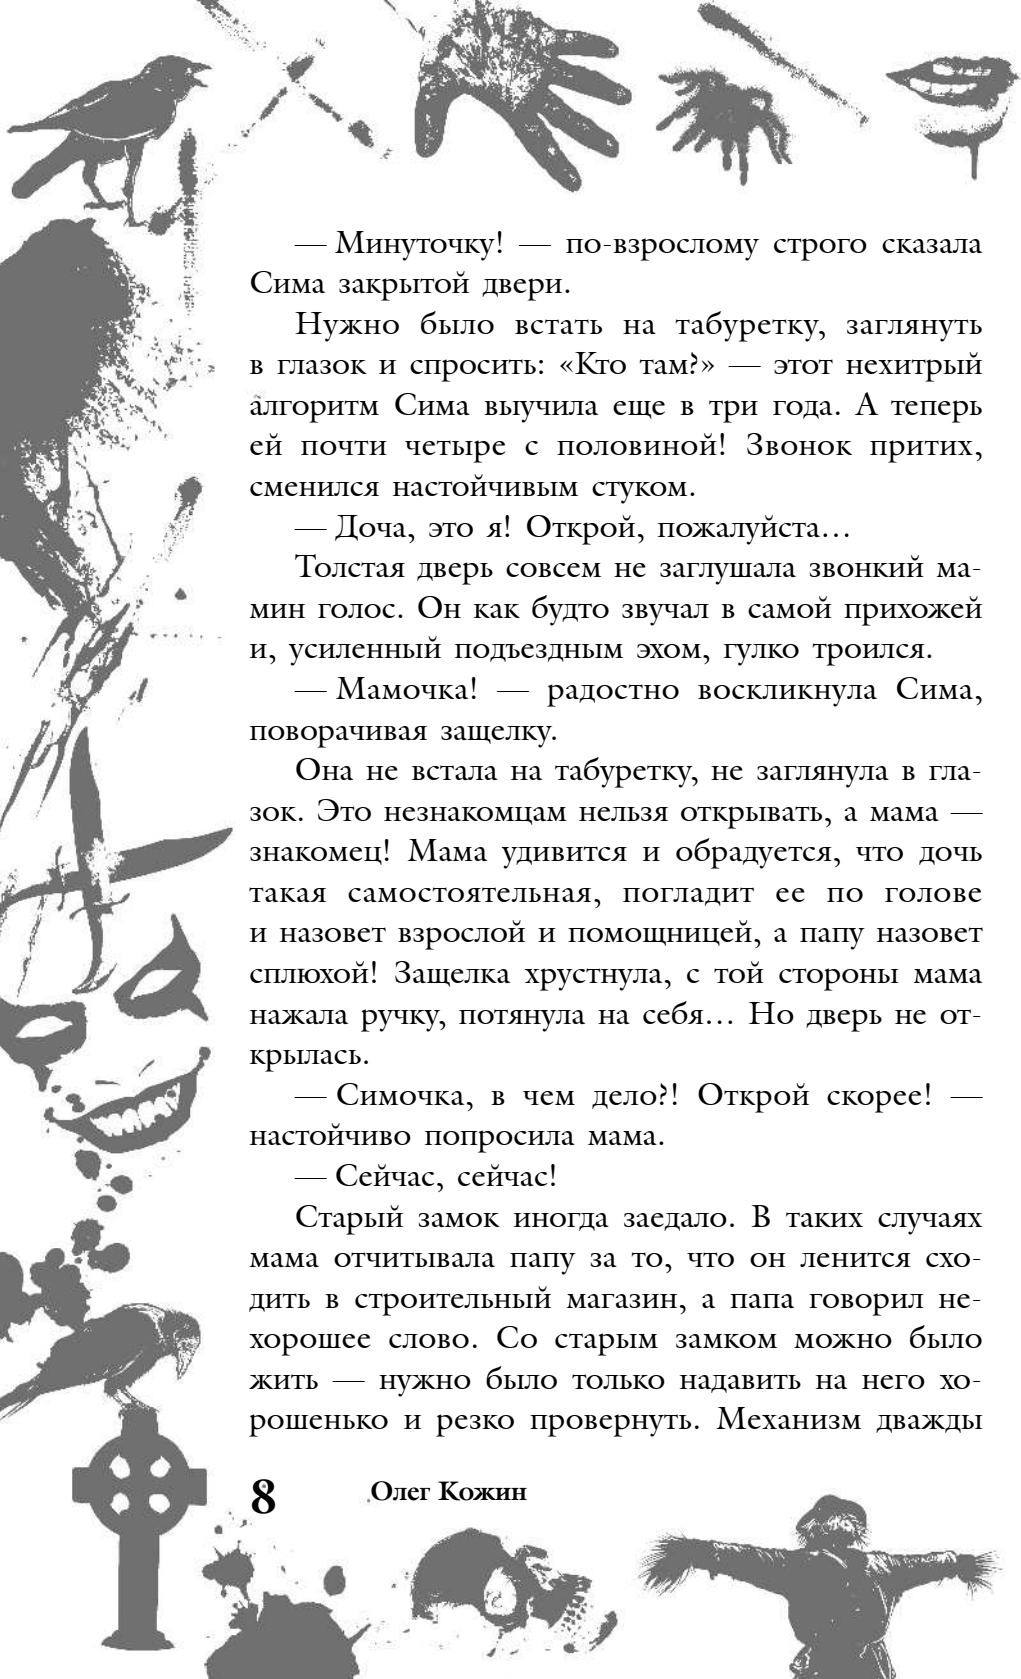 — Минуточку! — по-взрослому строго сказала
Сима закрытой двери.
Нужно было встать на табуретку, заглянуть
в глазок и спросить: «Кто там?» — этот нехитрый
алгоритм Сима выучила еще в три года. А теперь
ей почти четыре с половиной! Звонок притих,
сменился настойчивым стуком.
— Доча, это я! Открой, пожалуйста...
Толстая дверь совсем не заглушала звонкий ма-
мин голос. Он как будто звучал в самой прихожей
и, усиленный подъездным эхом, гулко троился.
— Мамочка! — радостно воскликнула Сима,
поворачивая защелку.
Она не встала на табуретку, не заглянула в гла-
зок. Это незнакомцам нельзя открывать, а мама —
знакомец! Мама удивится и обрадуется, что дочь
такая самостоятельная, погладит ее по голове
и назовет взрослой и помощницей, а папу назовет
сплюхой! Защелка хрустнула, с той стороны мама
нажала ручку, потянула на себя... Но дверь не от-
крылась.
— Симочка, в чем дело?! Открой скорее! —
настойчиво попросила мама.
— Сейчас, сейчас!
Старый замок иногда заедало. В таких случаях
мама отчитывала папу за то, что он ленится схо-
дить в строительный магазин, а папа говорил не-
хорошее слово. Со старым замком можно было
жить — нужно было только надавить на него хо-
рошенько и резко провернуть. Механизм дважды
8 Олег Кожин